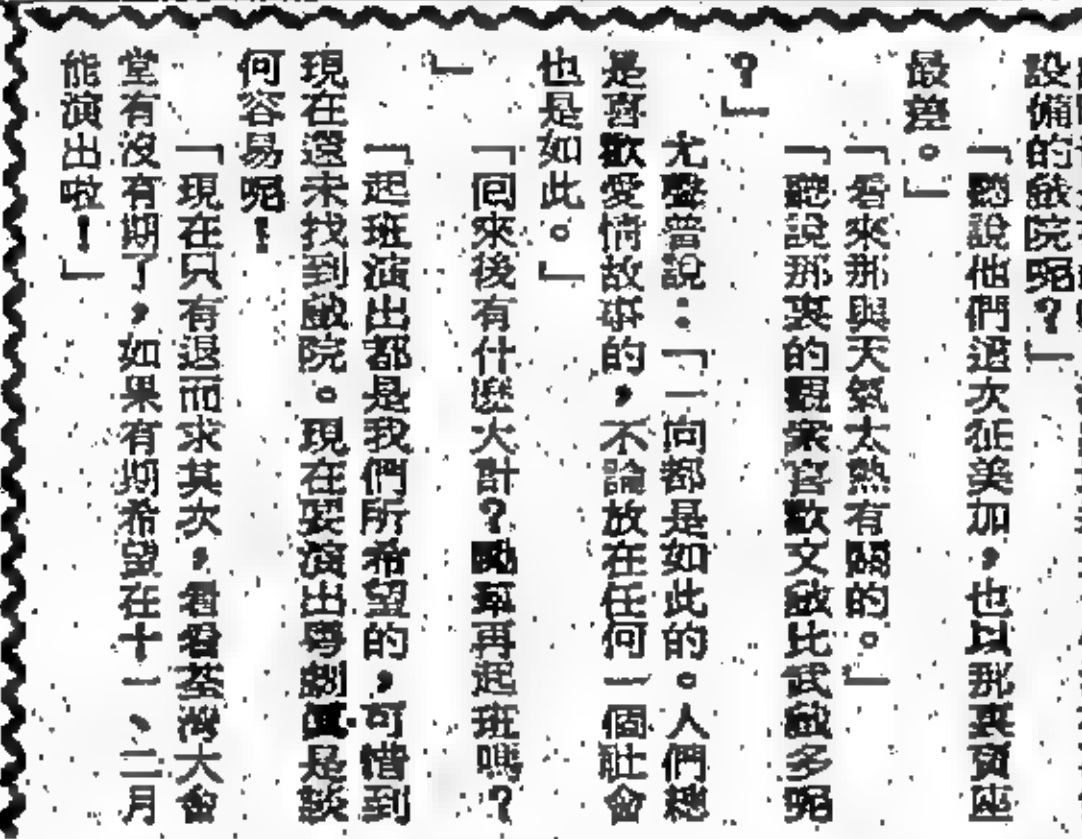 設備的戲院呢？」
「聽說他們這次征美加，也以那裏賣座
最差。」
「看來那與天氣太熱有關的。」
「聽說那裏的觀衆喜歡文戲比武戲多呢
？」
尤聲普說：「一向都是如此的。人們總
是喜歡愛情故事的，不論放在任何一個社會
也是如此。」
「回來後有什麽大計？會再起班嗎？
」
「起班演出都是我們所希望的，可惜到
現在還未找到戲院。現在要演出粤劇眞是談
何容易呢！
「現在只有退而求其次，看看荃灣大會
堂有沒有期了，如果有期希望在十一、二月
能演出啦！」